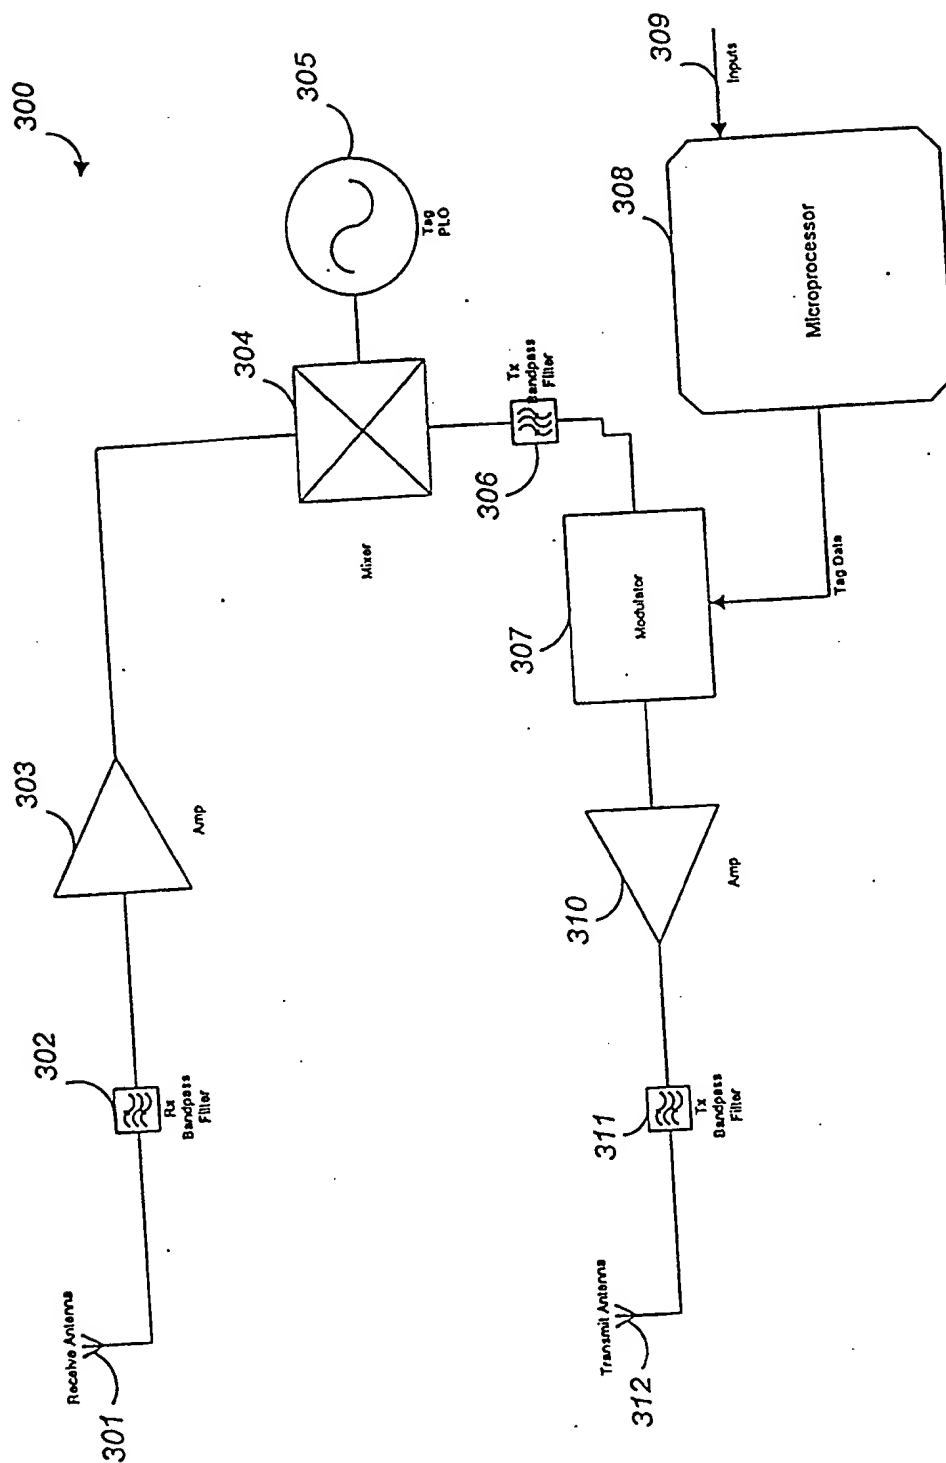 300
301
Receive Antenna
302
Rx
Bandpass
Filter
303
Amp
304
Mixer
305
Tag
PLO
306
Tx
Bandpass
Filter
307
Modulator
Tag Data
308
Microprocessor
309
Inputs
310
Amp
311
Tx
Bandpass
Filter
312
Transmit Antenna